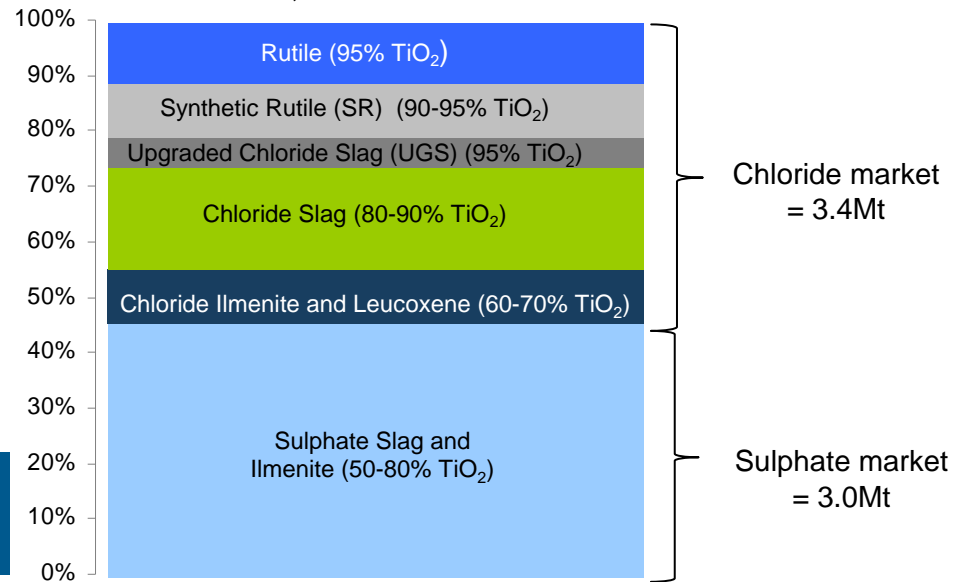 100%
90%
80%
70%
60%
50%
40%
30%
20%
10%
0%
Rutile (95% TiO₂)
Synthetic Rutile (SR) (90-95% TiO₂)
Upgraded Chloride Slag (UGS) (95% TiO₂)
Chloride Slag (80-90% TiO₂)
Chloride Ilmenite and Leucoxene (60-70% TiO₂)
Sulphate Slag and
Ilmenite (50-80% TiO₂)
Chloride market
= 3.4Mt
Sulphate market
= 3.0Mt